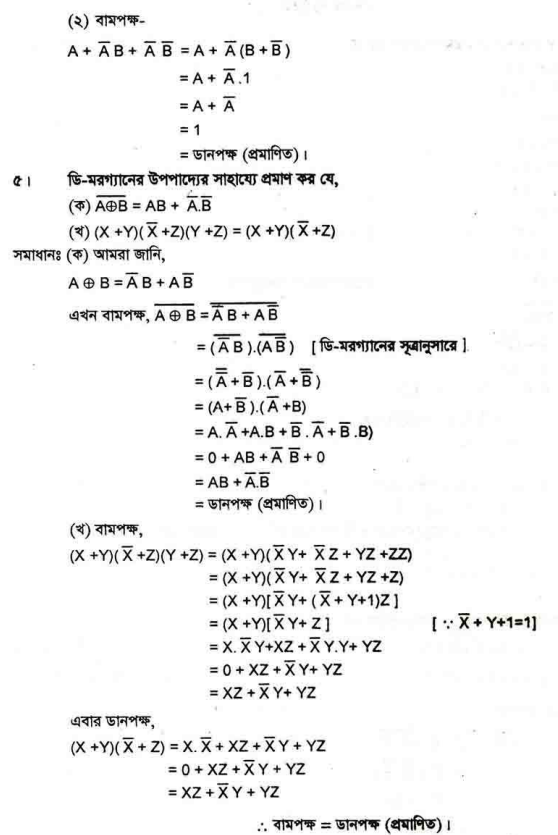 (২) বামপক্ষ-
A + A̅ B + A̅ B̅ = A + A̅ (B + B̅ )
= A + A̅ .1
= A + A̅
= 1
= ডানপক্ষ (প্রমাণিত)।
৫। ডি-মরগ্যানের উপপাদ্যের সাহায্যে প্রমাণ কর যে,
(ক) A̅⊕̅B̅ = AB + A̅.B̅
(খ) (X +Y)( X̅ +Z)(Y +Z) = (X +Y)( X̅ +Z)
সমাধানঃ (ক) আমরা জানি,
A ⊕ B = A̅ B + A B̅
এখন বামপক্ষ, A̅ ̅⊕̅ ̅B̅ = A̿ ̅B̅ ̅+̅ ̅A̅ ̅B̿
= ( A̿ ̅B̅ ).(A̅ ̅B̿ ) [ ডি-মরগ্যানের সূত্রানুসারে ]
= ( A̿ + B̅ ).( A̅ + B̿ )
= (A+ B̅ ).( A̅ +B)
= A. A̅ +A.B + B̅ . A̅ + B̅ .B)
= 0 + AB + A̅ B̅ + 0
= AB + A̅.B̅
= ডানপক্ষ (প্রমাণিত)।
(খ) বামপক্ষ,
(X +Y)( X̅ +Z)(Y +Z) = (X +Y)( X̅ Y+ X̅ Z + YZ +ZZ)
= (X +Y)( X̅ Y+ X̅ Z + YZ +Z)
= (X +Y)[ X̅ Y+ ( X̅ + Y+1)Z ]
= (X +Y)[ X̅ Y+ Z ] [ ∵ X̅ + Y+1=1]
= X. X̅ Y+XZ + X̅ Y.Y+ YZ
= 0 + XZ + X̅ Y+ YZ
= XZ + X̅ Y+ YZ
এবার ডানপক্ষ,
(X +Y)( X̅ + Z) = X. X̅ + XZ + X̅ Y + YZ
= 0 + XZ + X̅ Y + YZ
= XZ + X̅ Y + YZ
∴ বামপক্ষ = ডানপক্ষ (প্রমাণিত)।